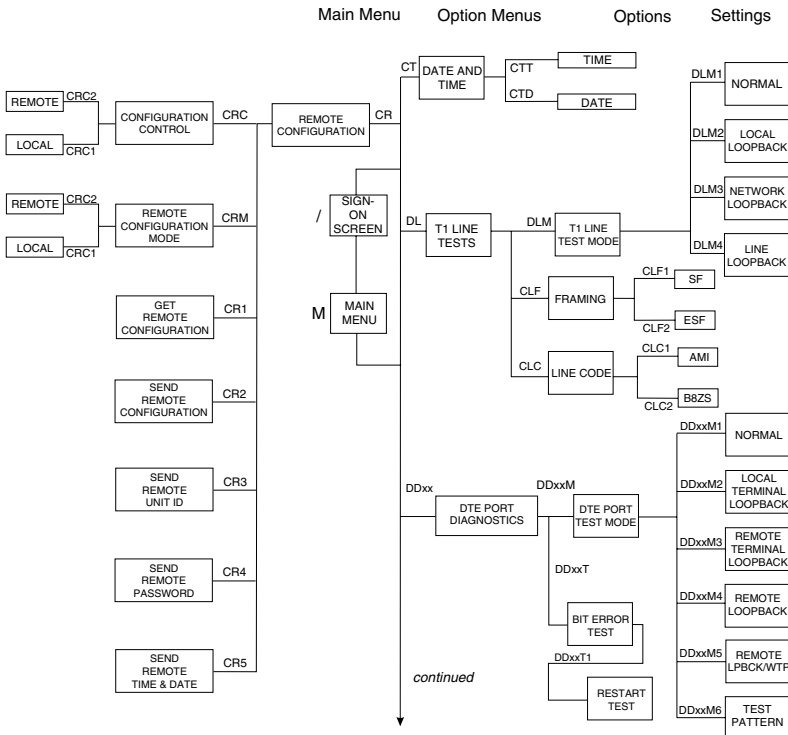 Main Menu
Option Menus
Options
Settings
CT
DATE AND
TIME
CTT
TIME
CTD
DATE
CRC2
REMOTE
CONFIGURATION
CONTROL
CRC
REMOTE
CONFIGURATION
CR
LOCAL
CRC1
CRC2
REMOTE
REMOTE
CONFIGURATION
MODE
CRM
LOCAL
CRC1
GET
REMOTE
CONFIGURATION
CR1
SEND
REMOTE
CONFIGURATION
CR2
SEND
REMOTE
UNIT ID
CR3
SEND
REMOTE
PASSWORD
CR4
SEND
REMOTE
TIME & DATE
CR5
/
SIGN-
ON
SCREEN
M
MAIN
MENU
DL
T1 LINE
TESTS
DLM
T1 LINE
TEST MODE
DLM1
NORMAL
DLM2
LOCAL
LOOPBACK
DLM3
NETWORK
LOOPBACK
DLM4
LINE
LOOPBACK
CLF
FRAMING
CLF1
SF
CLF2
ESF
CLC
LINE CODE
CLC1
AMI
CLC2
B8ZS
DDxx
DTE PORT
DIAGNOSTICS
DDxxM
DTE PORT
TEST MODE
DDxxM1
NORMAL
DDxxM2
LOCAL
TERMINAL
LOOPBACK
DDxxM3
REMOTE
TERMINAL
LOOPBACK
DDxxM4
REMOTE
LOOPBACK
DDxxM5
REMOTE
LPBCK/WTP
DDxxM6
TEST
PATTERN
DDxxT
BIT ERROR
TEST
DDxxT1
RESTART
TEST
continued